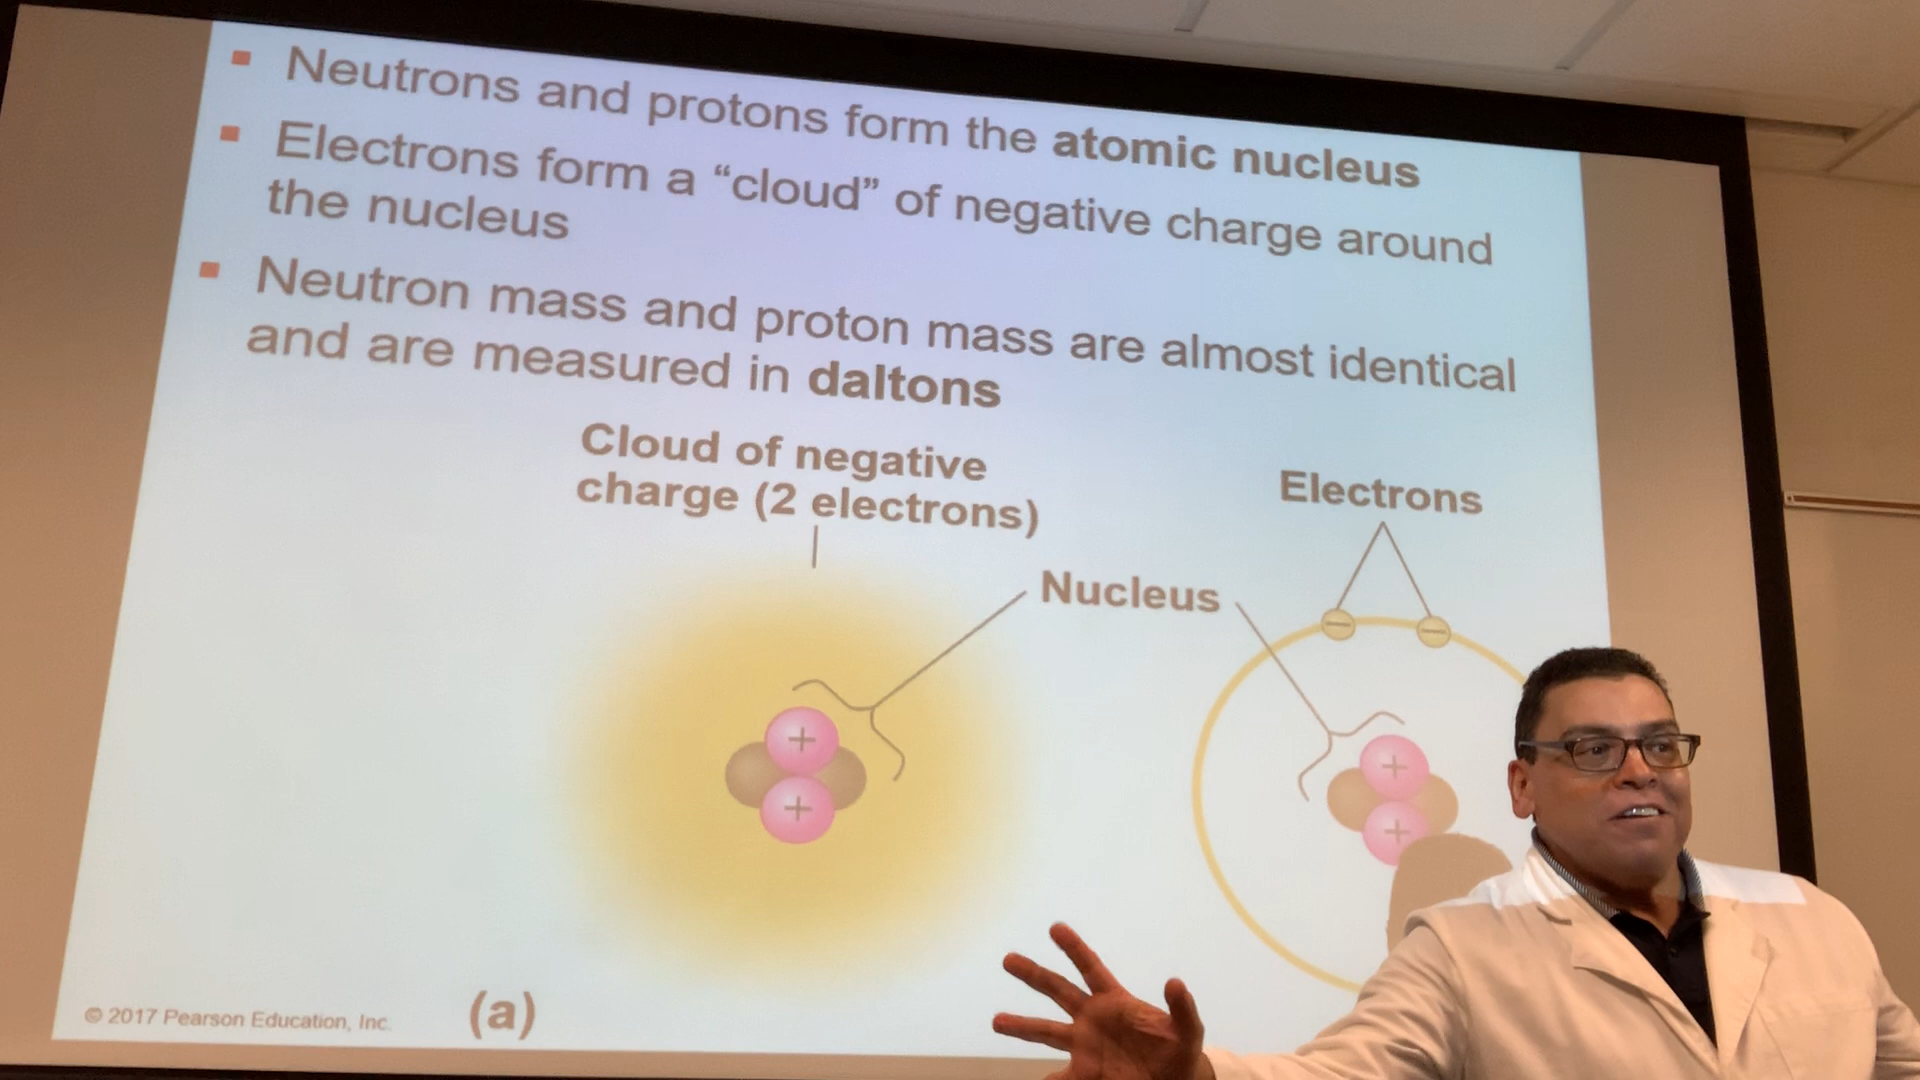 Neutrons and protons form the atomic nucleus
Electrons form a “cloud” of negative charge around
the nucleus
Neutron mass and proton mass are almost identical
and are measured in daltons
Cloud of negative
charge (2 electrons)
Electrons
Nucleus
+
+
−
−
+
+
(a)
© 2017 Pearson Education, Inc.